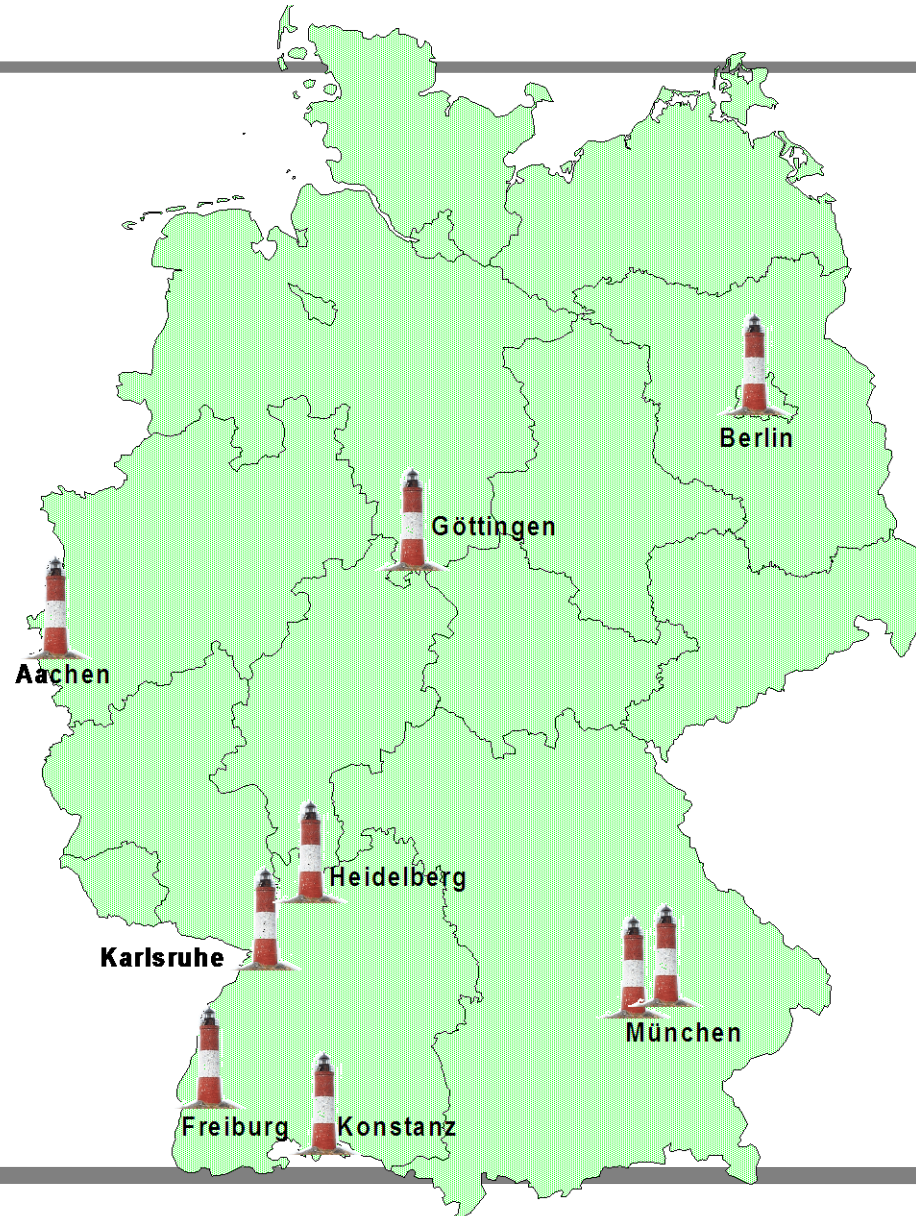 Berlin
Göttingen
Aachen
Heidelberg
Karlsruhe
München
Freiburg
Konstanz